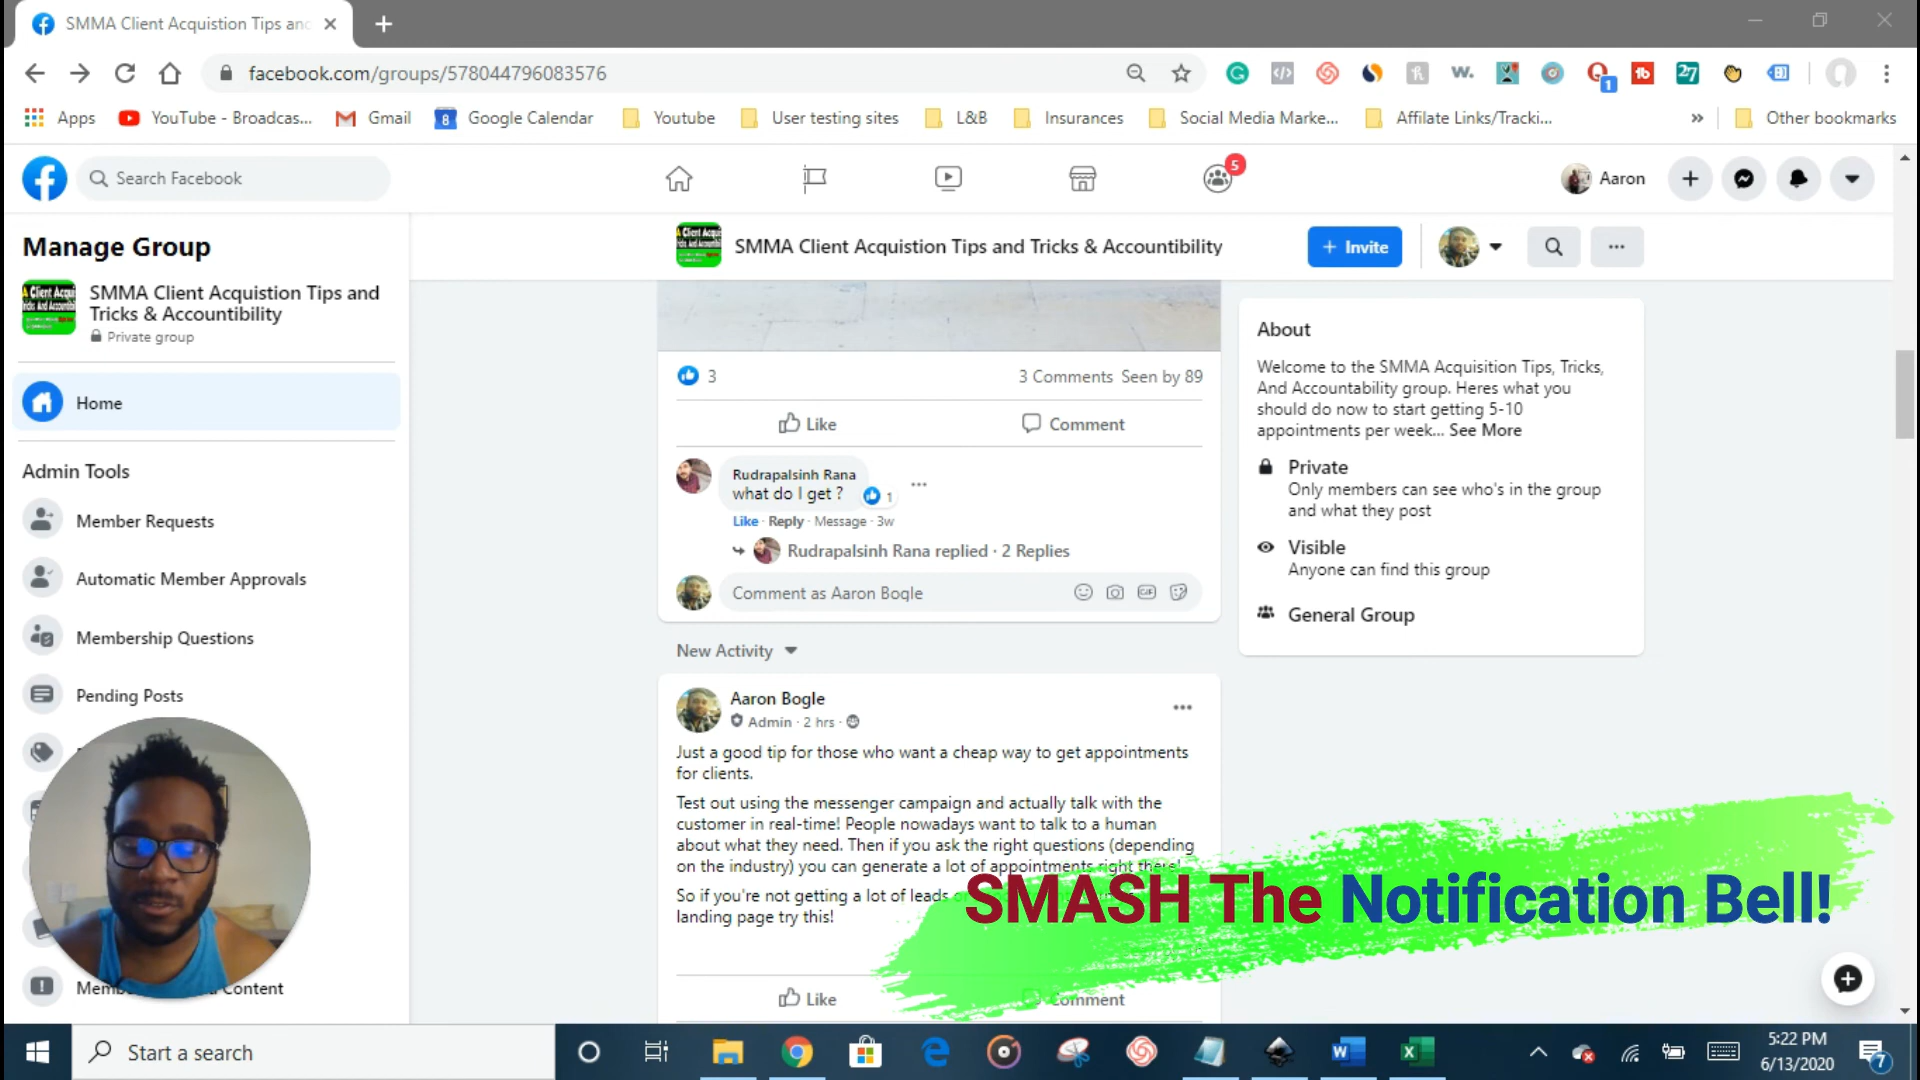 SMMA Client Acquistion Tips and
facebook.com/groups/578044796083576
1
27
Apps
YouTube - Broadcas...
Gmail
8
Google Calendar
Youtube
User testing sites
L&B
Insurances
Social Media Marke...
Affilate Links/Tracki...
»
Other bookmarks
Search Facebook
5
Aaron
Manage Group
SMMA Client Acquistion Tips and
Tricks & Accountibility
Private group
Home
Admin Tools
Member Requests
Automatic Member Approvals
Membership Questions
Pending Posts
Content
SMMA Client Acquistion Tips and Tricks & Accountibility
+ Invite
3
3 Comments Seen by 89
Like
Comment
Rudrapalsinh Rana
what do I get ?
1
Like · Reply · Message · 3w
Rudrapalsinh Rana replied · 2 Replies
Comment as Aaron Bogle
GIF
New Activity
Aaron Bogle
Admin · 2 hrs ·
Just a good tip for those who want a cheap way to get appointments
for clients.
Test out using the messenger campaign and actually talk with the
customer in real-time! People nowadays want to talk to a human
about what they need. Then if you ask the right questions (depending
on the industry) you can generate a lot of appointments right there!
So if you're not getting a lot of leads
landing page try this!
Like
Comment
About
Welcome to the SMMA Acquisition Tips, Tricks,
And Accountability group. Heres what you
should do now to start getting 5-10
appointments per week... See More
Private
Only members can see who's in the group
and what they post
Visible
Anyone can find this group
General Group
SMASH The Notification Bell!
Start a search
5:22 PM
6/13/2020
7